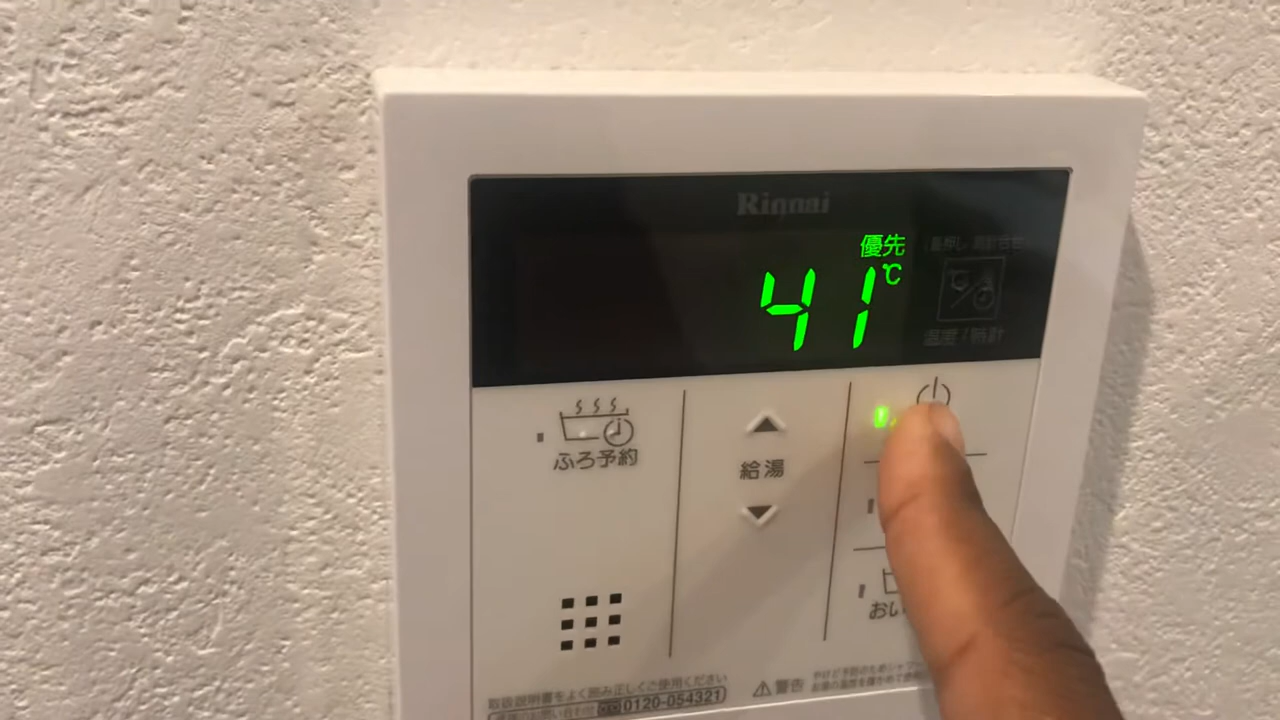 Rinnai
優先
41℃
温度/時計
ふろ予約
給湯
おい
取扱説明書をよく読み正しくご使用ください
0120-054321
⚠警告